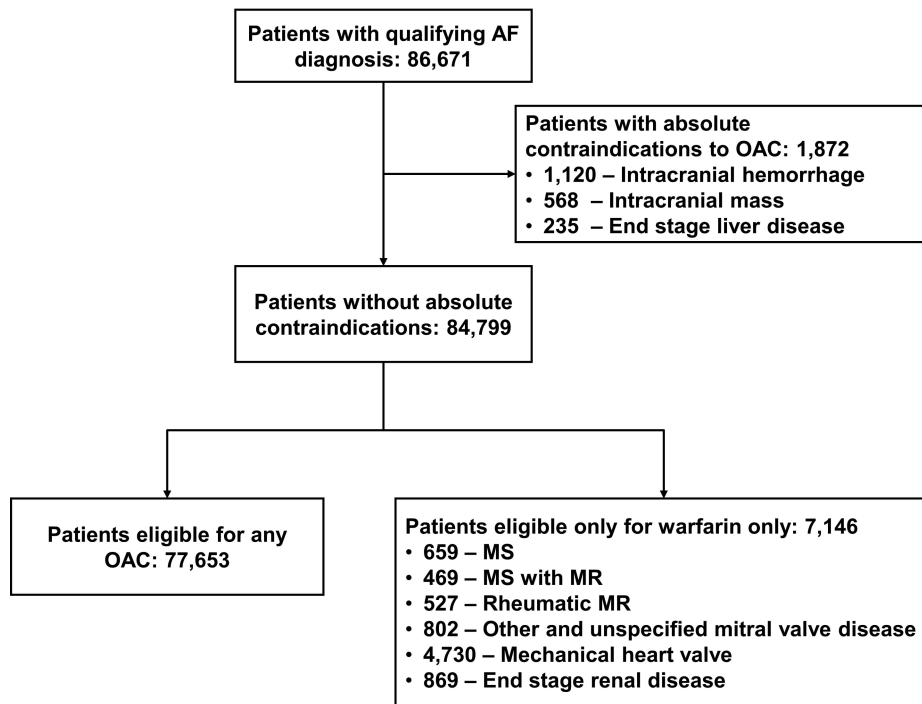 Patients with qualifying AF
diagnosis: 86,671
Patients with absolute
contraindications to OAC: 1,872
• 1,120 – Intracranial hemorrhage
• 568 – Intracranial mass
• 235 – End stage liver disease
Patients without absolute
contraindications: 84,799
Patients eligible for any
OAC: 77,653
Patients eligible only for warfarin only: 7,146
• 659 – MS
• 469 – MS with MR
• 527 – Rheumatic MR
• 802 – Other and unspecified mitral valve disease
• 4,730 – Mechanical heart valve
• 869 – End stage renal disease